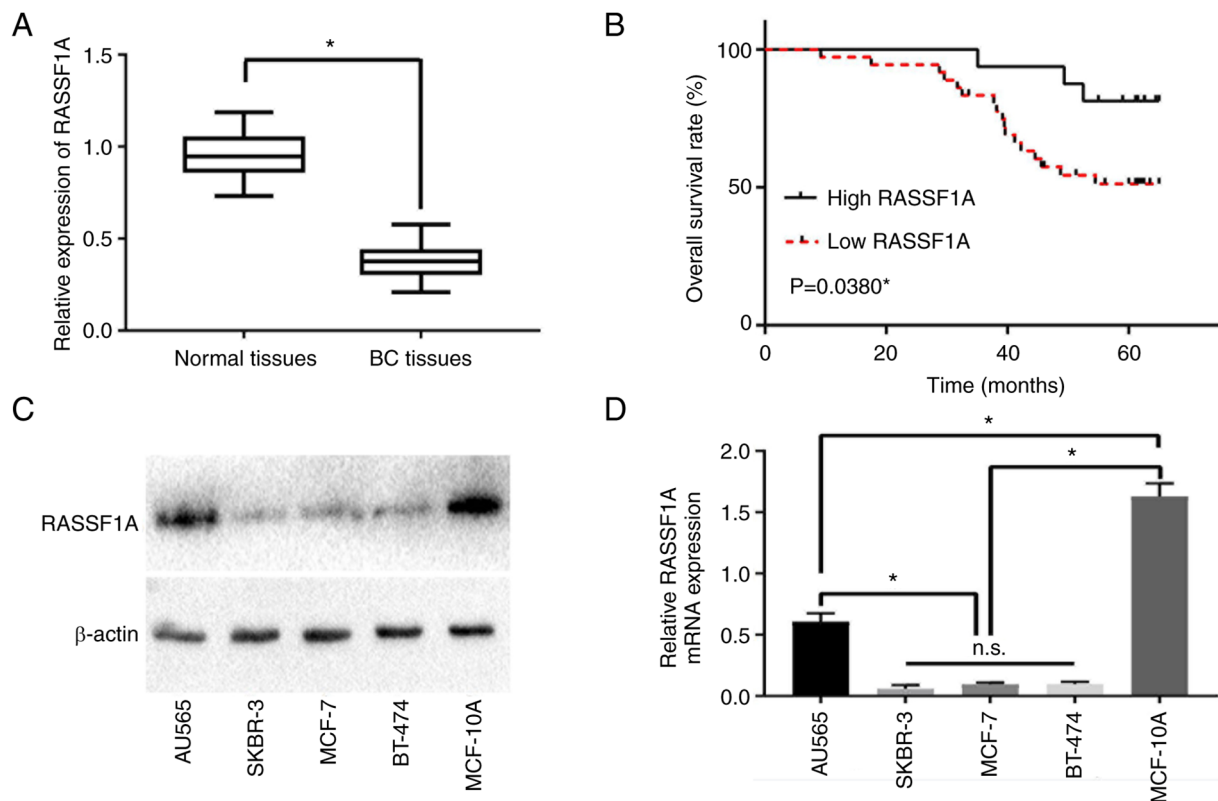 A
Relative expression of RASSF1A
1.5
1.0
0.5
0.0
*
Normal tissues
BC tissues
B
Overall survival rate (%)
100
50
0
High RASSF1A
Low RASSF1A
P=0.0380*
0
20
40
60
Time (months)
C
RASSF1A
β-actin
AU565
SKBR-3
MCF-7
BT-474
MCF-10A
D
Relative RASSF1A
mRNA expression
2.0
1.5
1.0
0.5
0.0
*
*
*
n.s.
AU565
SKBR-3
MCF-7
BT-474
MCF-10A